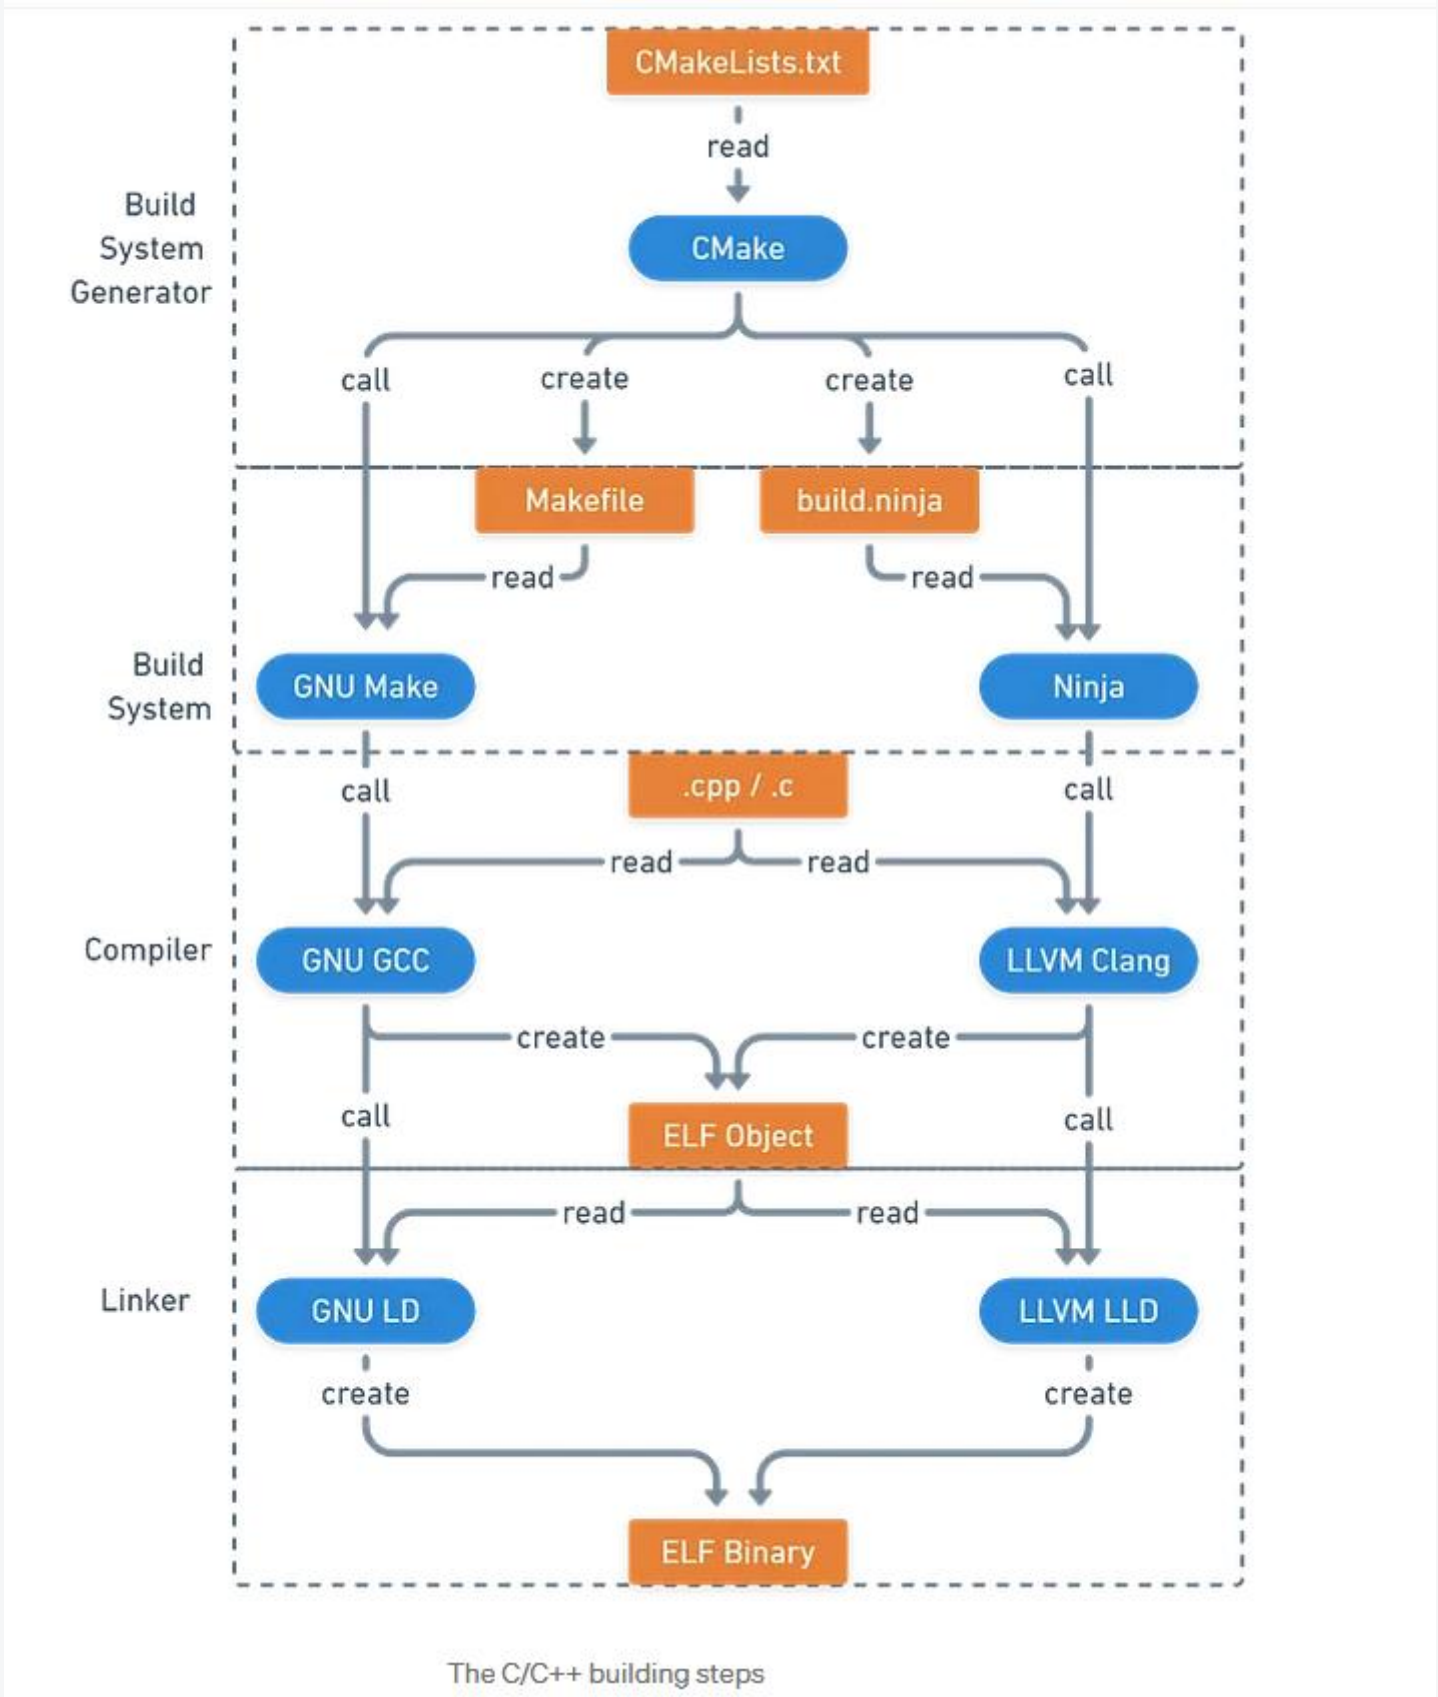 CMakeLists.txt
read
Build
System
Generator
CMake
call
create
create
call
Makefile
build.ninja
read
read
Build
System
GNU Make
Ninja
.cpp / .c
call
call
read
read
Compiler
GNU GCC
LLVM Clang
create
create
call
call
ELF Object
read
read
Linker
GNU LD
LLVM LLD
create
create
ELF Binary
The C/C++ building steps